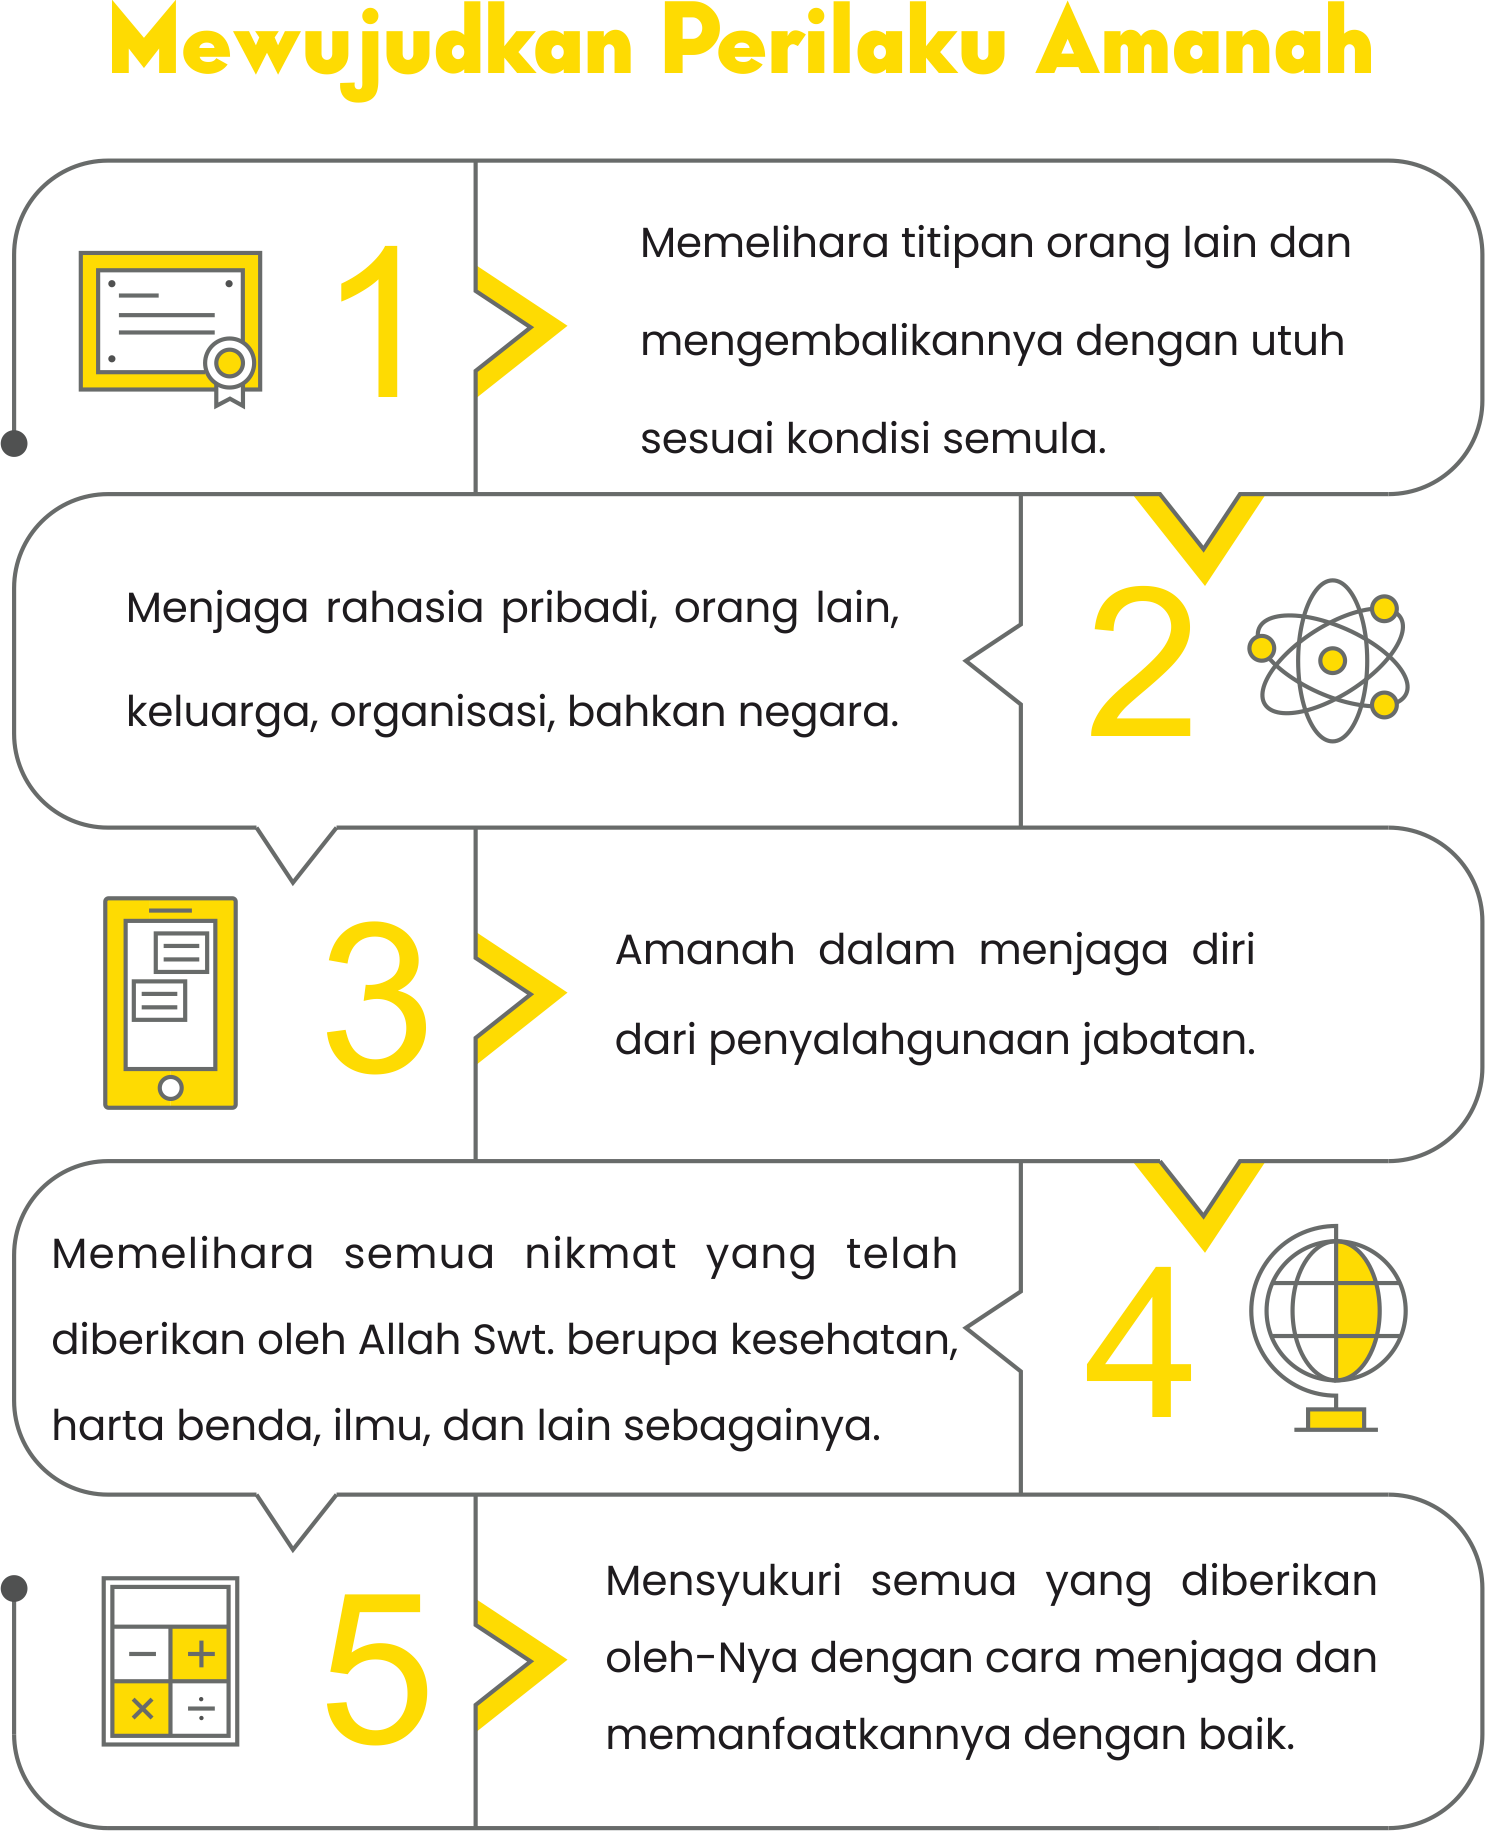 Mewujudkan Perilaku Amanah
1
Memelihara titipan orang lain dan
mengembalikannya dengan utuh
sesuai kondisi semula.
Menjaga rahasia pribadi, orang lain,
keluarga, organisasi, bahkan negara.
2
3
Amanah dalam menjaga diri
dari penyalahgunaan jabatan.
Memelihara semua nikmat yang telah
diberikan oleh Allah Swt. berupa kesehatan,
harta benda, ilmu, dan lain sebagainya.
4
5
Mensyukuri semua yang diberikan
oleh-Nya dengan cara menjaga dan
memanfaatkannya dengan baik.